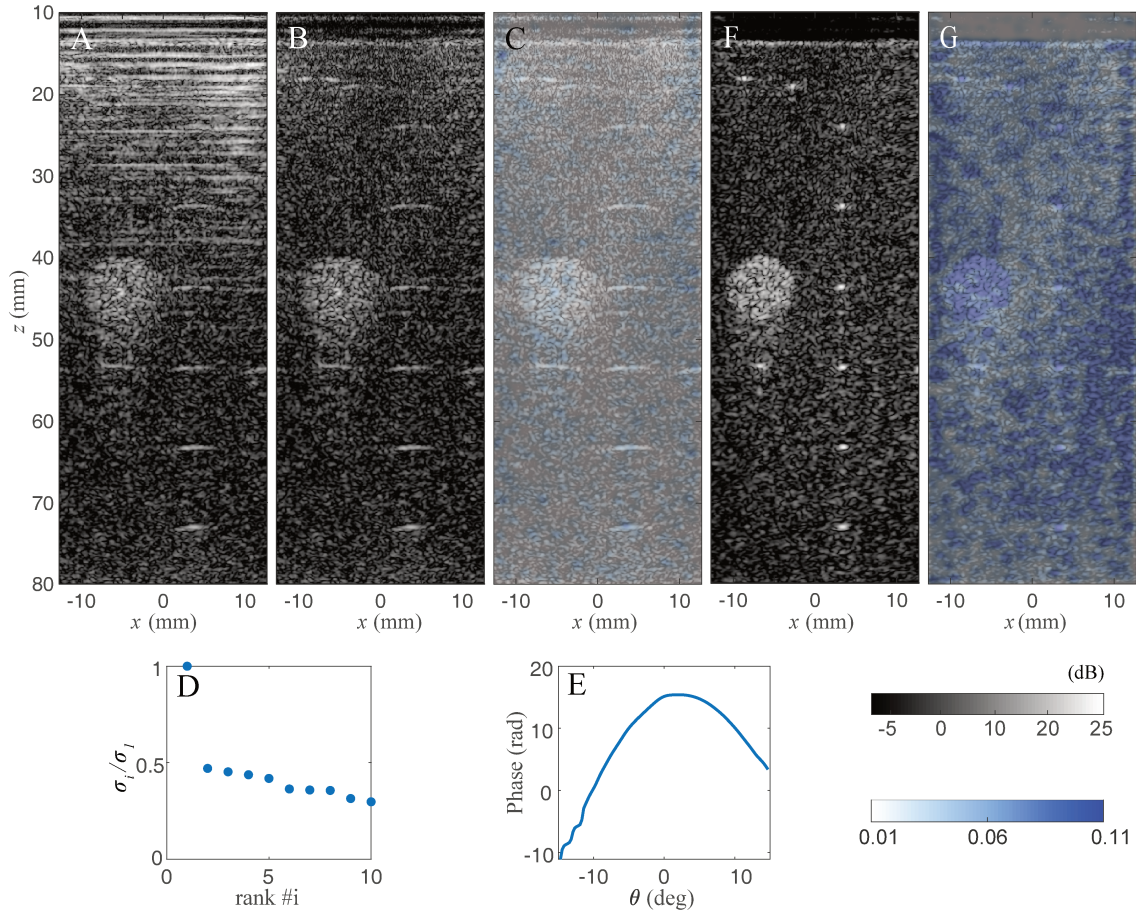 A B C F G
10
20
30
40
50
60
70
80
z (mm)
-10 0 10 -10 0 10 -10 0 10 -10 0 10 -10 0 10
x (mm) x (mm) x (mm) x (mm) x (mm)
D
1
0.5
0
σi/σ1
0 5 10
rank #i
E
20
10
0
-10
Phase (rad)
-10 0 10
θ (deg)
(dB)
-5 0 10 20 25
0.01 0.06 0.11